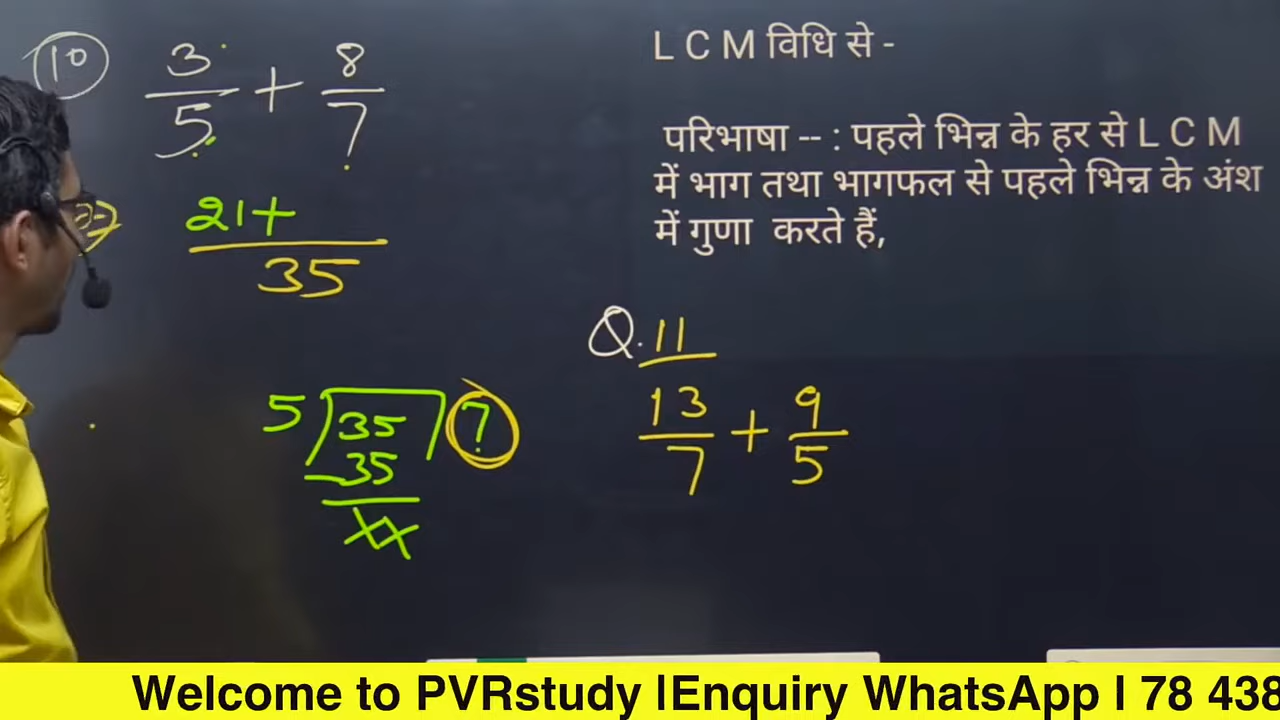 10
3/5 + 8/7
21+
35
5) 35 (7
35
xx
L C M विधि से -
परिभाषा -- : पहले भिन्न के हर से L C M
में भाग तथा भागफल से पहले भिन्न के अंश
में गुणा करते हैं,
Q. 11
13/7 + 9/5
Welcome to PVRstudy |Enquiry WhatsApp | 78 438